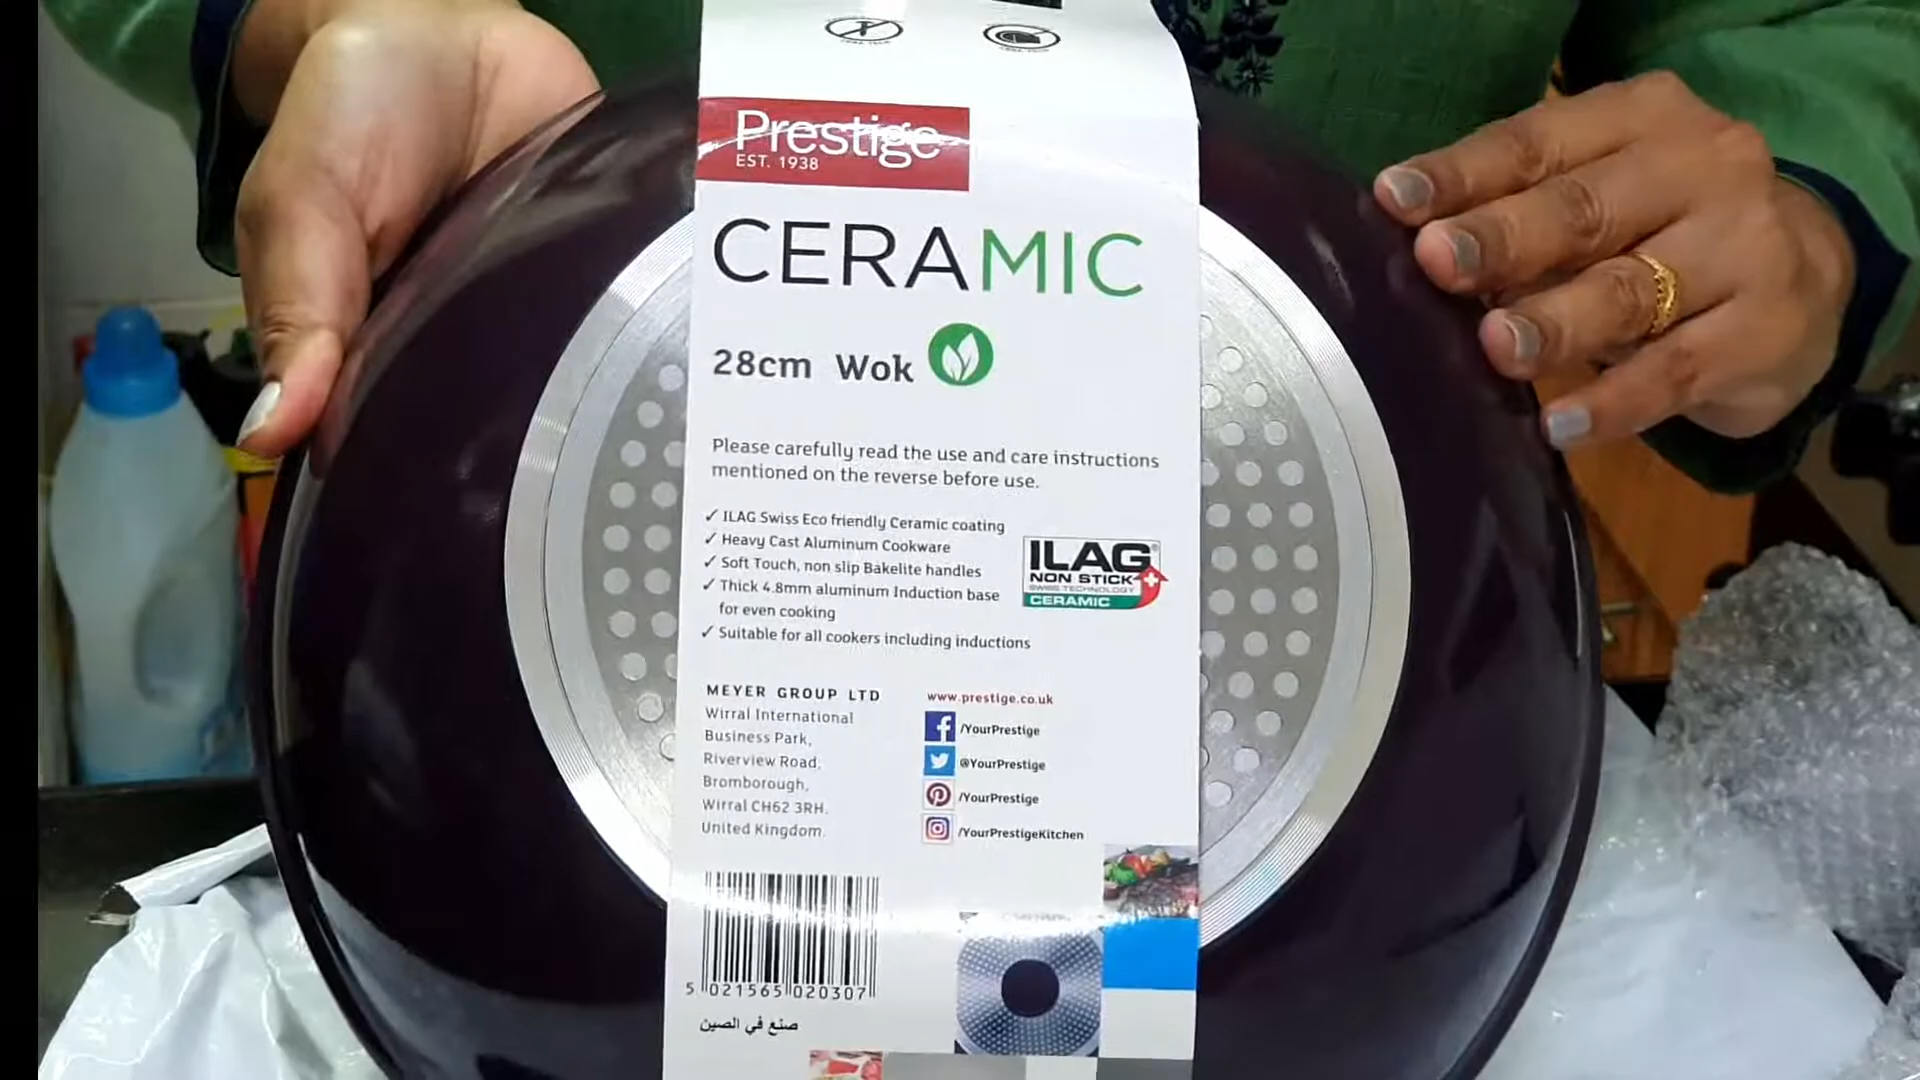 Prestige
EST. 1938
CERAMIC
28cm Wok
Please carefully read the use and care instructions
mentioned on the reverse before use.
✓ ILAG Swiss Eco friendly Ceramic coating
✓ Heavy Cast Aluminum Cookware
✓ Soft Touch, non slip Bakelite handles
✓ Thick 4.8mm aluminum Induction base
for even cooking
✓ Suitable for all cookers including inductions
ILAG®
NON STICK
SWISS TECHNOLOGY
CERAMIC
MEYER GROUP LTD
Wirral International
Business Park,
Riverview Road,
Bromborough,
Wirral CH62 3RH.
United Kingdom.
www.prestige.co.uk
/YourPrestige
@YourPrestige
/YourPrestige
/YourPrestigeKitchen
5 021565 020307
صنع في الصين